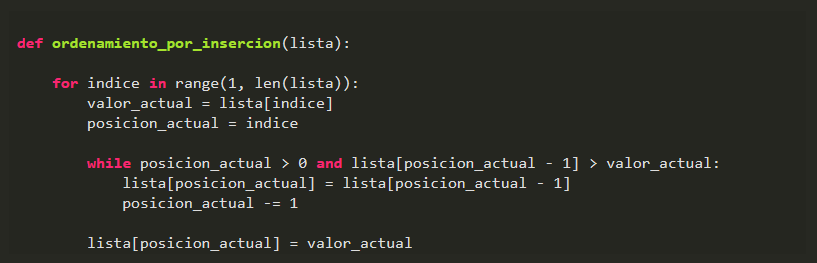 def ordenamiento_por_insercion(lista):
    for indice in range(1, len(lista)):
        valor_actual = lista[indice]
        posicion_actual = indice
        while posicion_actual > 0 and lista[posicion_actual - 1] > valor_actual:
            lista[posicion_actual] = lista[posicion_actual - 1]
            posicion_actual -= 1
        lista[posicion_actual] = valor_actual